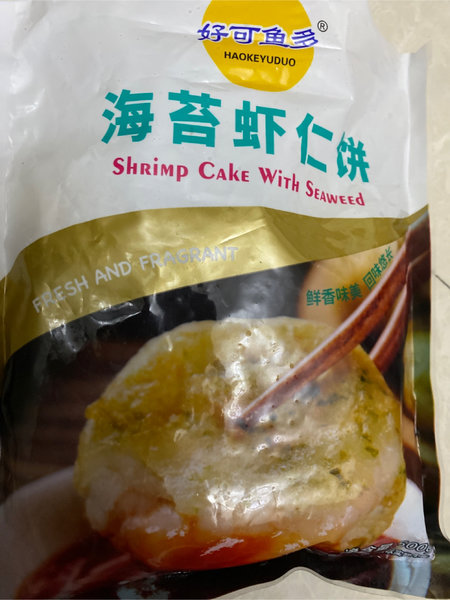 好可鱼多®
HAOKEYUDUO
海苔虾仁饼
Shrimp Cake With Seaweed
FRESH AND FRAGRANT
鲜香味美 回味悠长